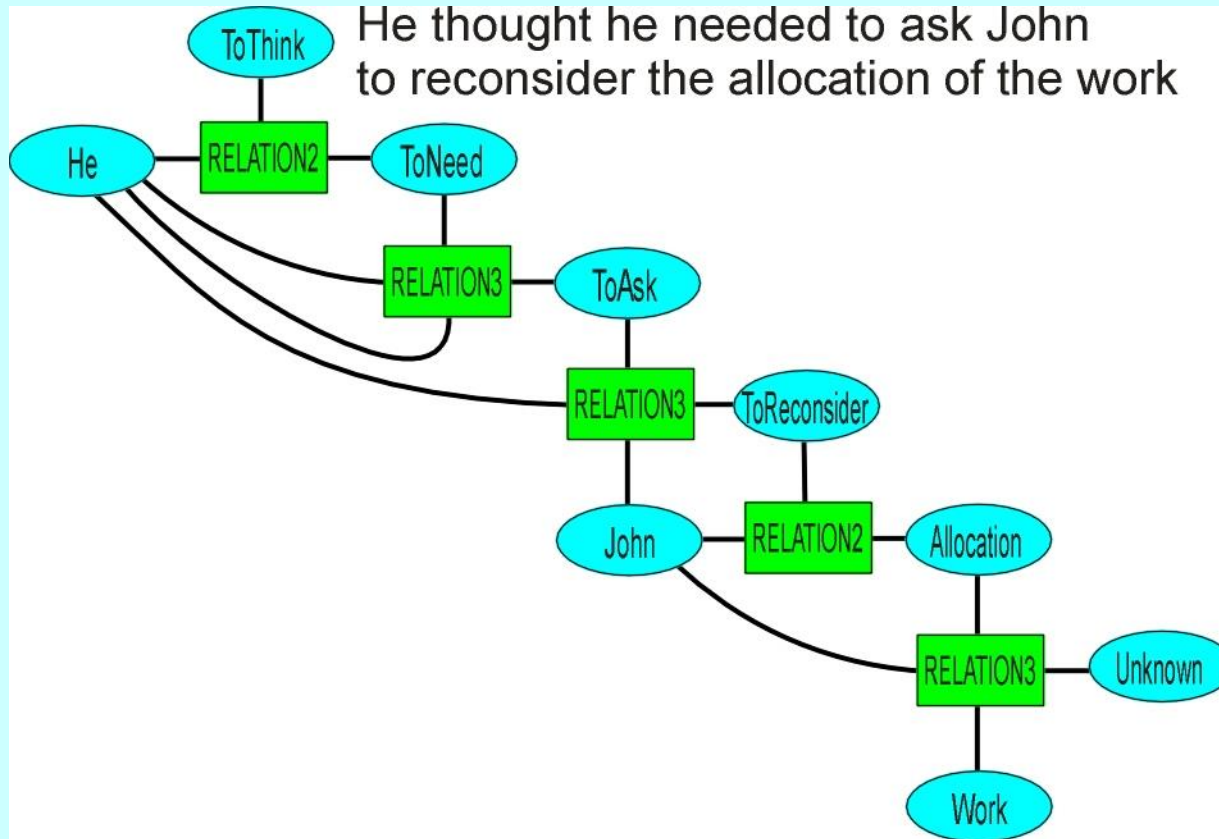 He thought he needed to ask John
to reconsider the allocation of the work
ToThink
He
RELATION2
ToNeed
RELATION3
ToAsk
RELATION3
ToReconsider
John
RELATION2
Allocation
RELATION3
Unknown
Work